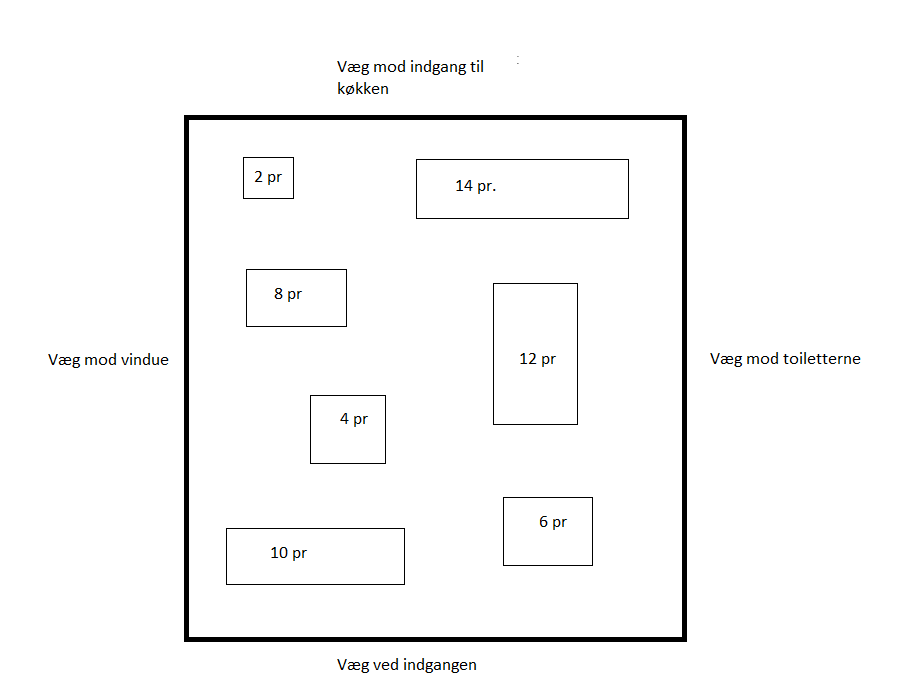 Væg mod indgang til
køkken
2 pr
14 pr.
8 pr
12 pr
Væg mod vindue
Væg mod toiletterne
4 pr
6 pr
10 pr
Væg ved indgangen